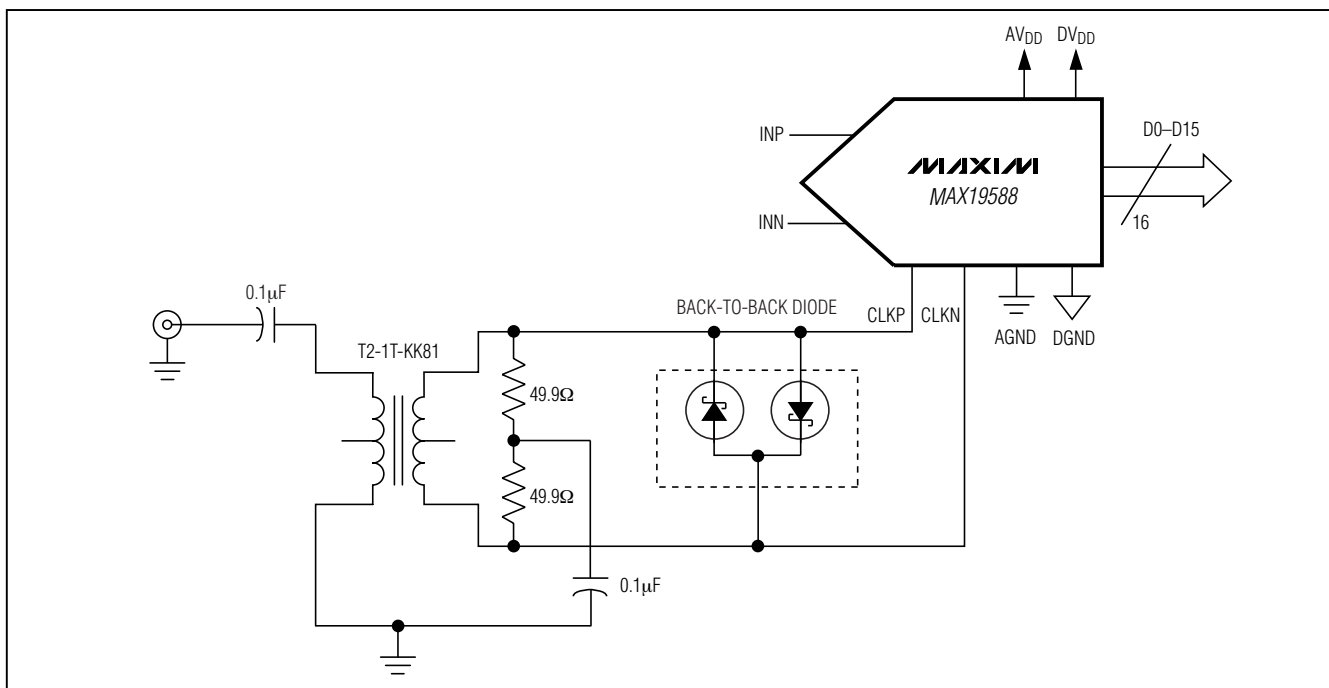 AVDD DVDD
INP
D0–D15
MAXIM
MAX19588
INN
16
0.1μF
BACK-TO-BACK DIODE
CLKP CLKN
AGND DGND
T2-1T-KK81
49.9Ω
49.9Ω
0.1μF